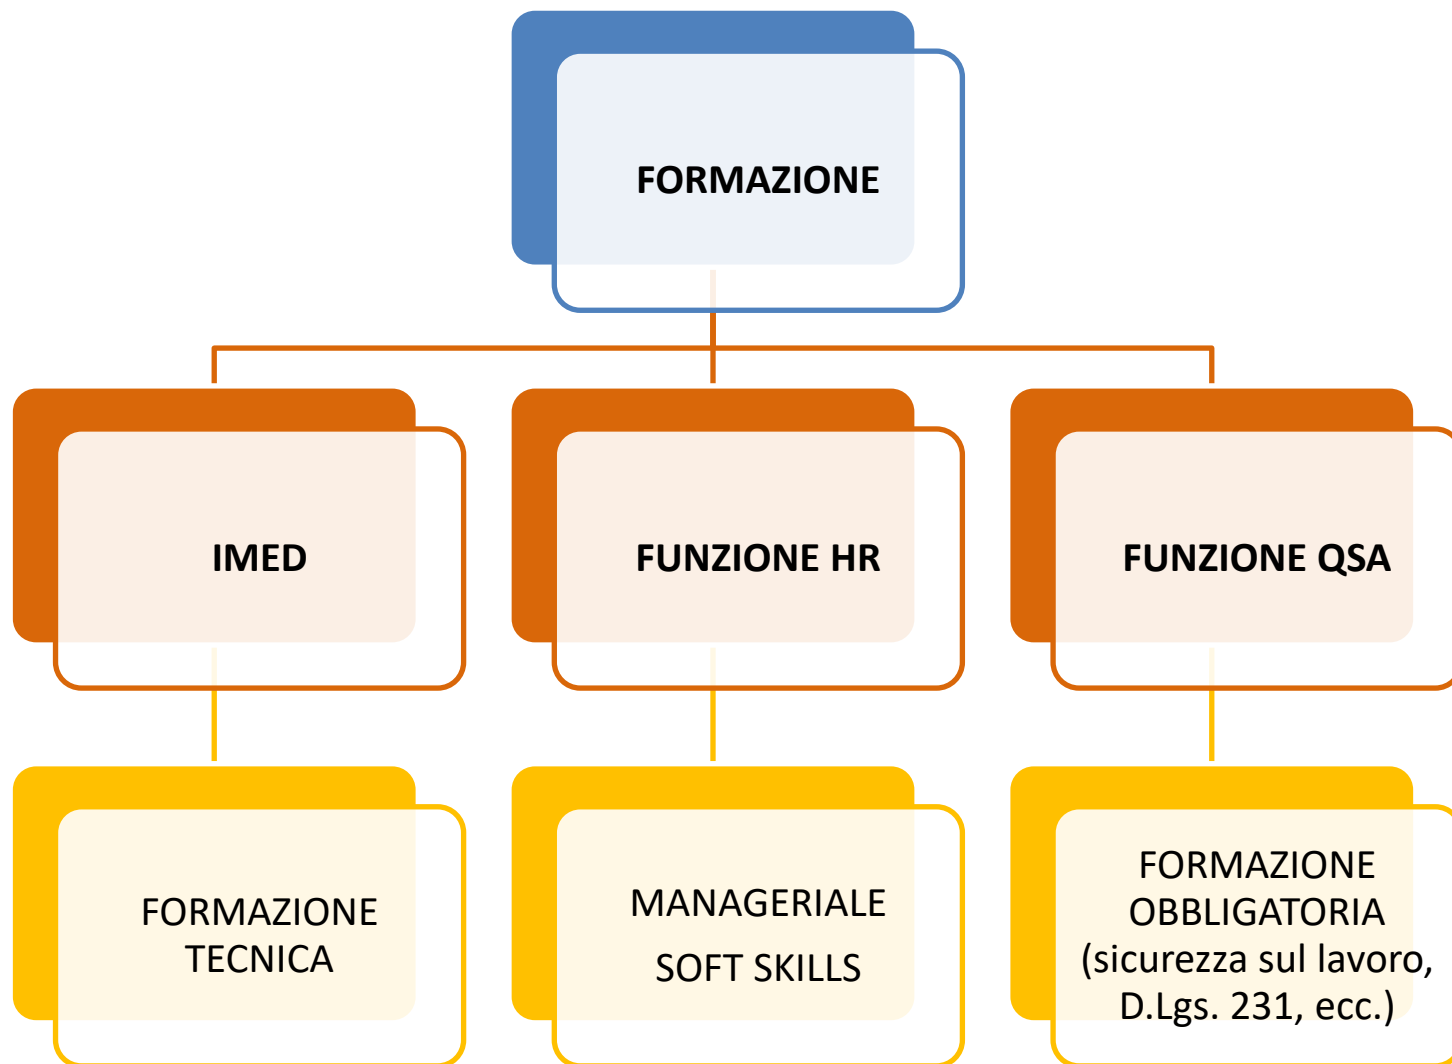 FORMAZIONE
IMED
FUNZIONE HR
FUNZIONE QSA
FORMAZIONE
TECNICA
MANAGERIALE
SOFT SKILLS
FORMAZIONE
OBBLIGATORIA
(sicurezza sul lavoro,
D.Lgs. 231, ecc.)